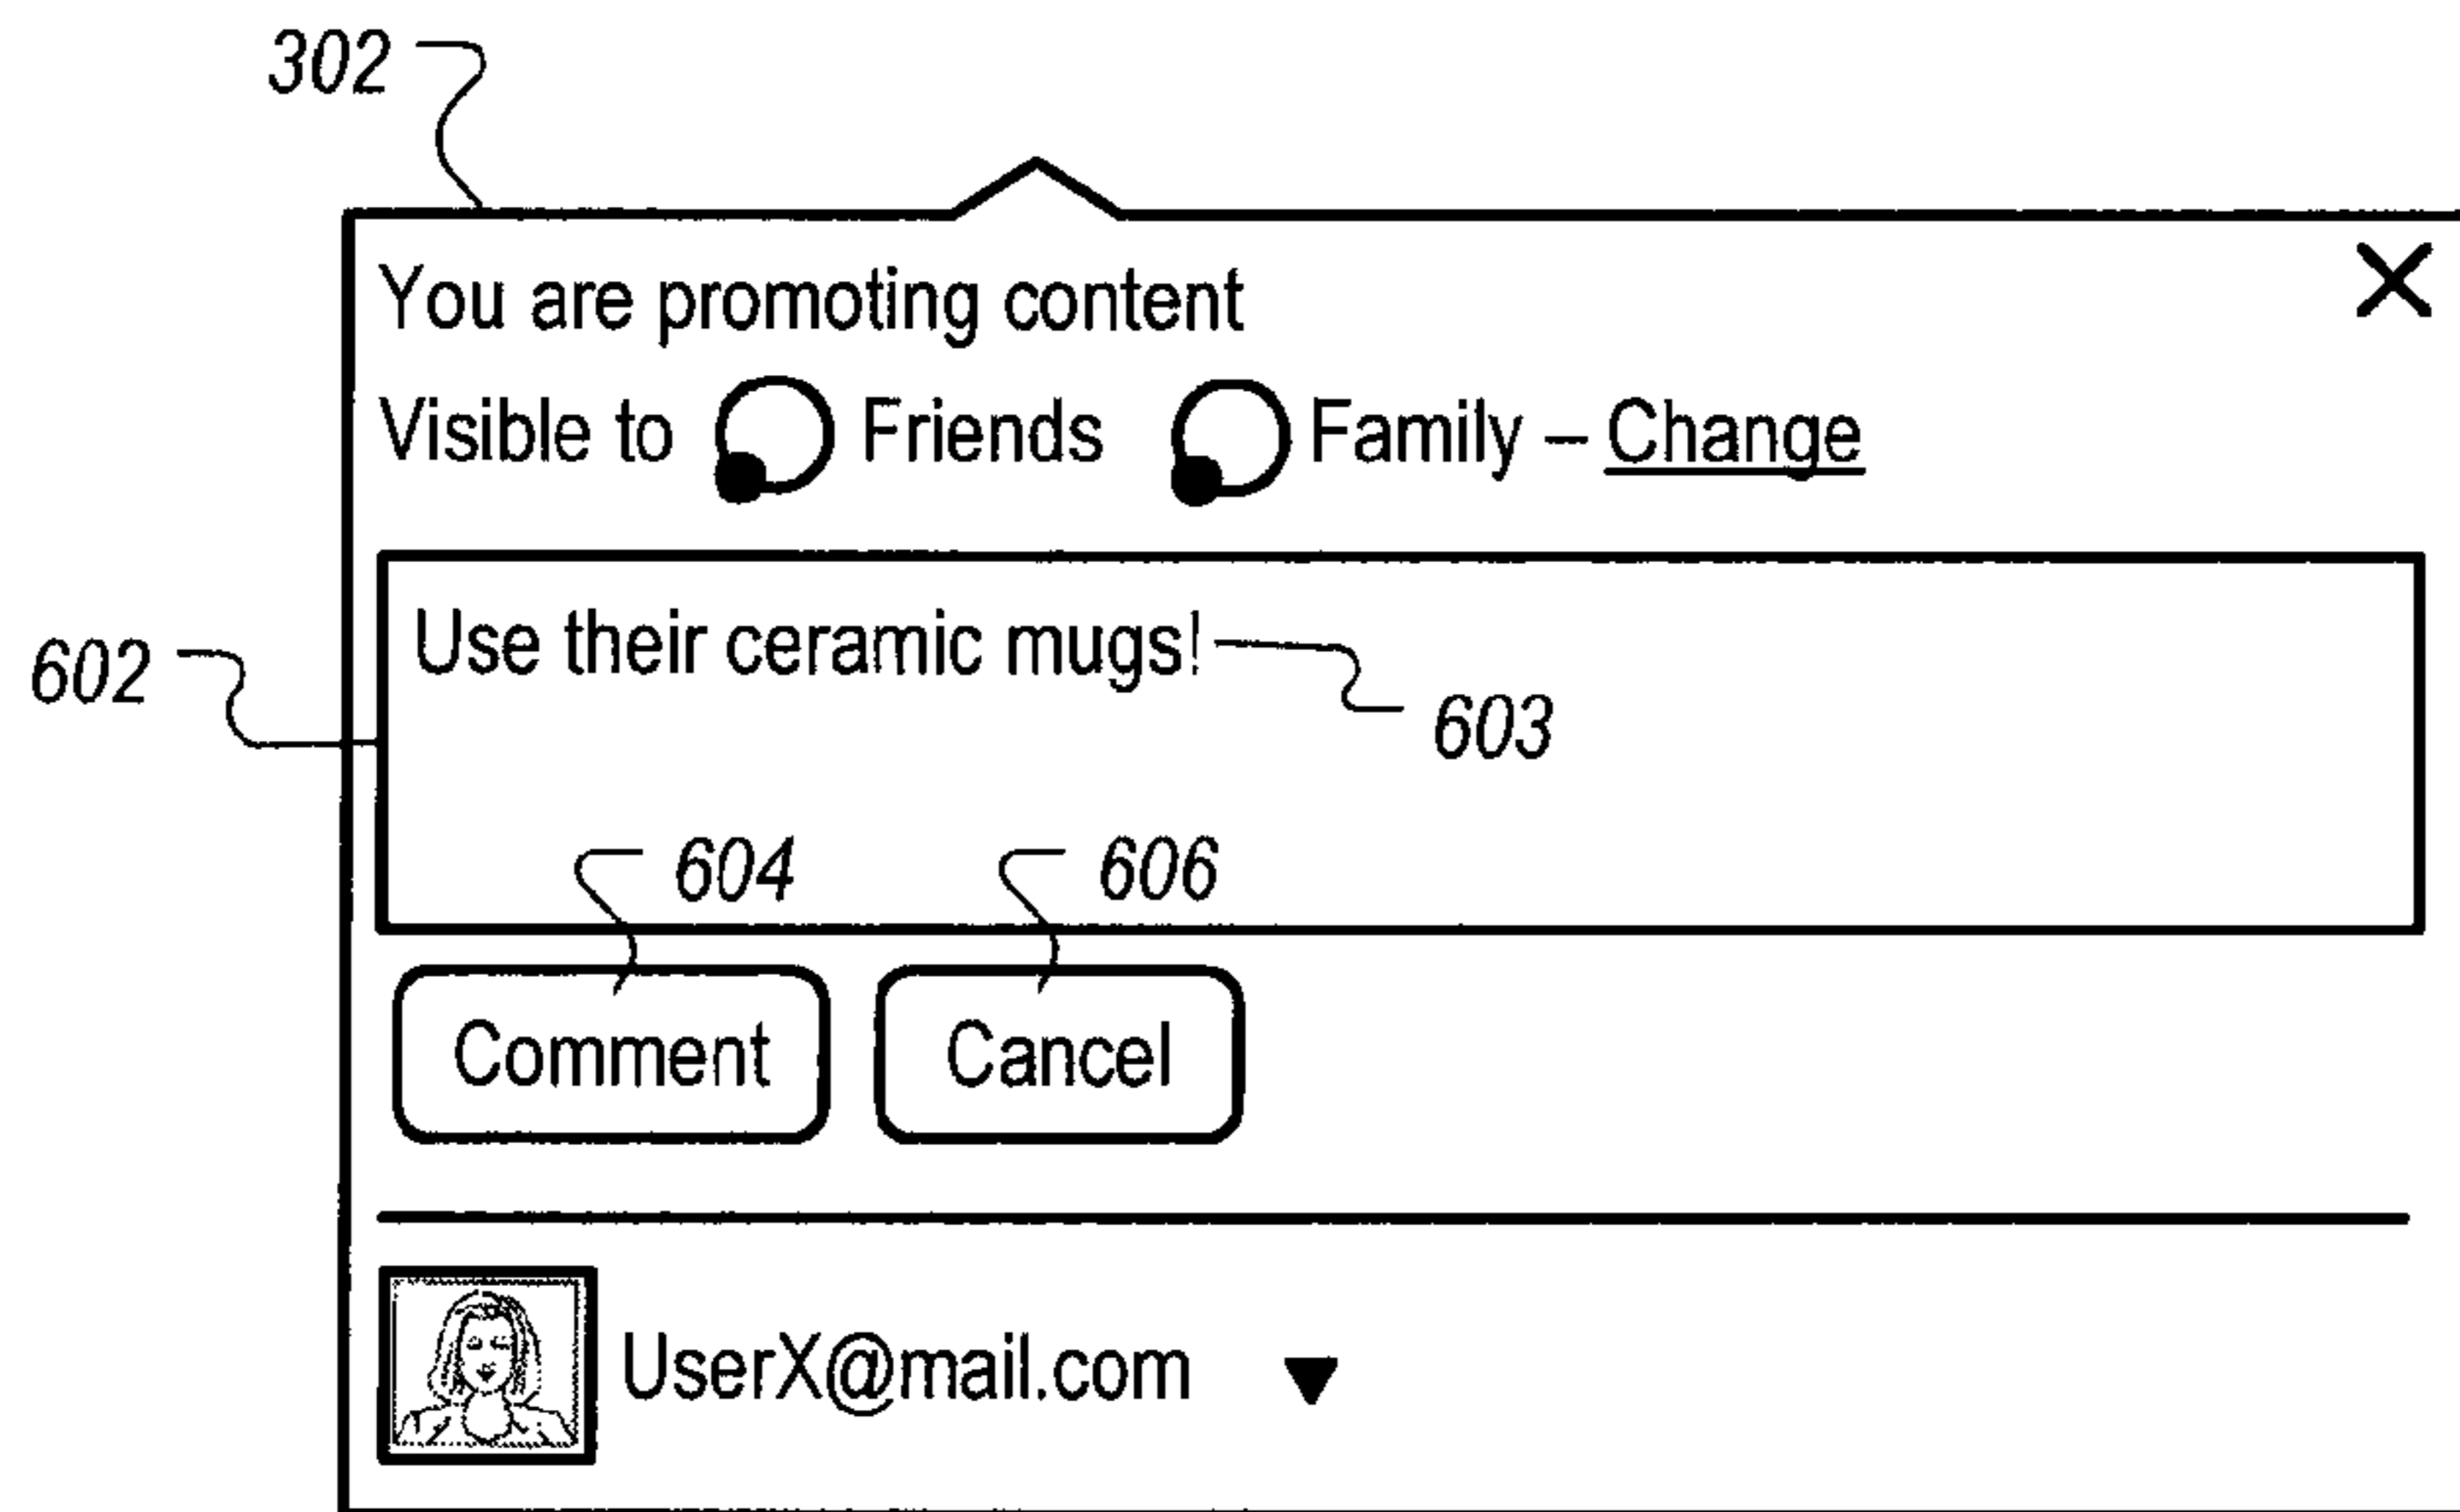 302
You are promoting content
Visible to Friends Family – Change
Use their ceramic mugs!
602
603
604 606
Comment Cancel
UserX@mail.com